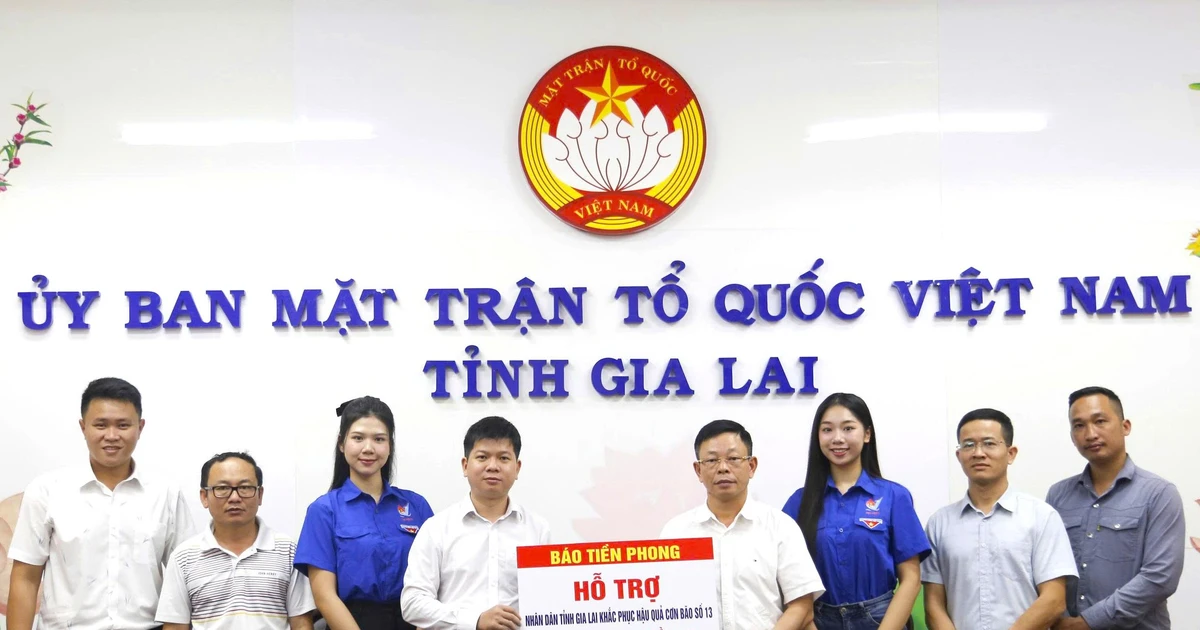 MẶT TRẬN TỔ QUỐC
VIỆT NAM
ỦY BAN MẶT TRẬN TỔ QUỐC VIỆT NAM
TỈNH GIA LAI
BÁO TIỀN PHONG
HỖ TRỢ
NHÂN DÂN TỈNH GIA LAI KHẮC PHỤC HẬU QUẢ CƠN BÃO SỐ 13